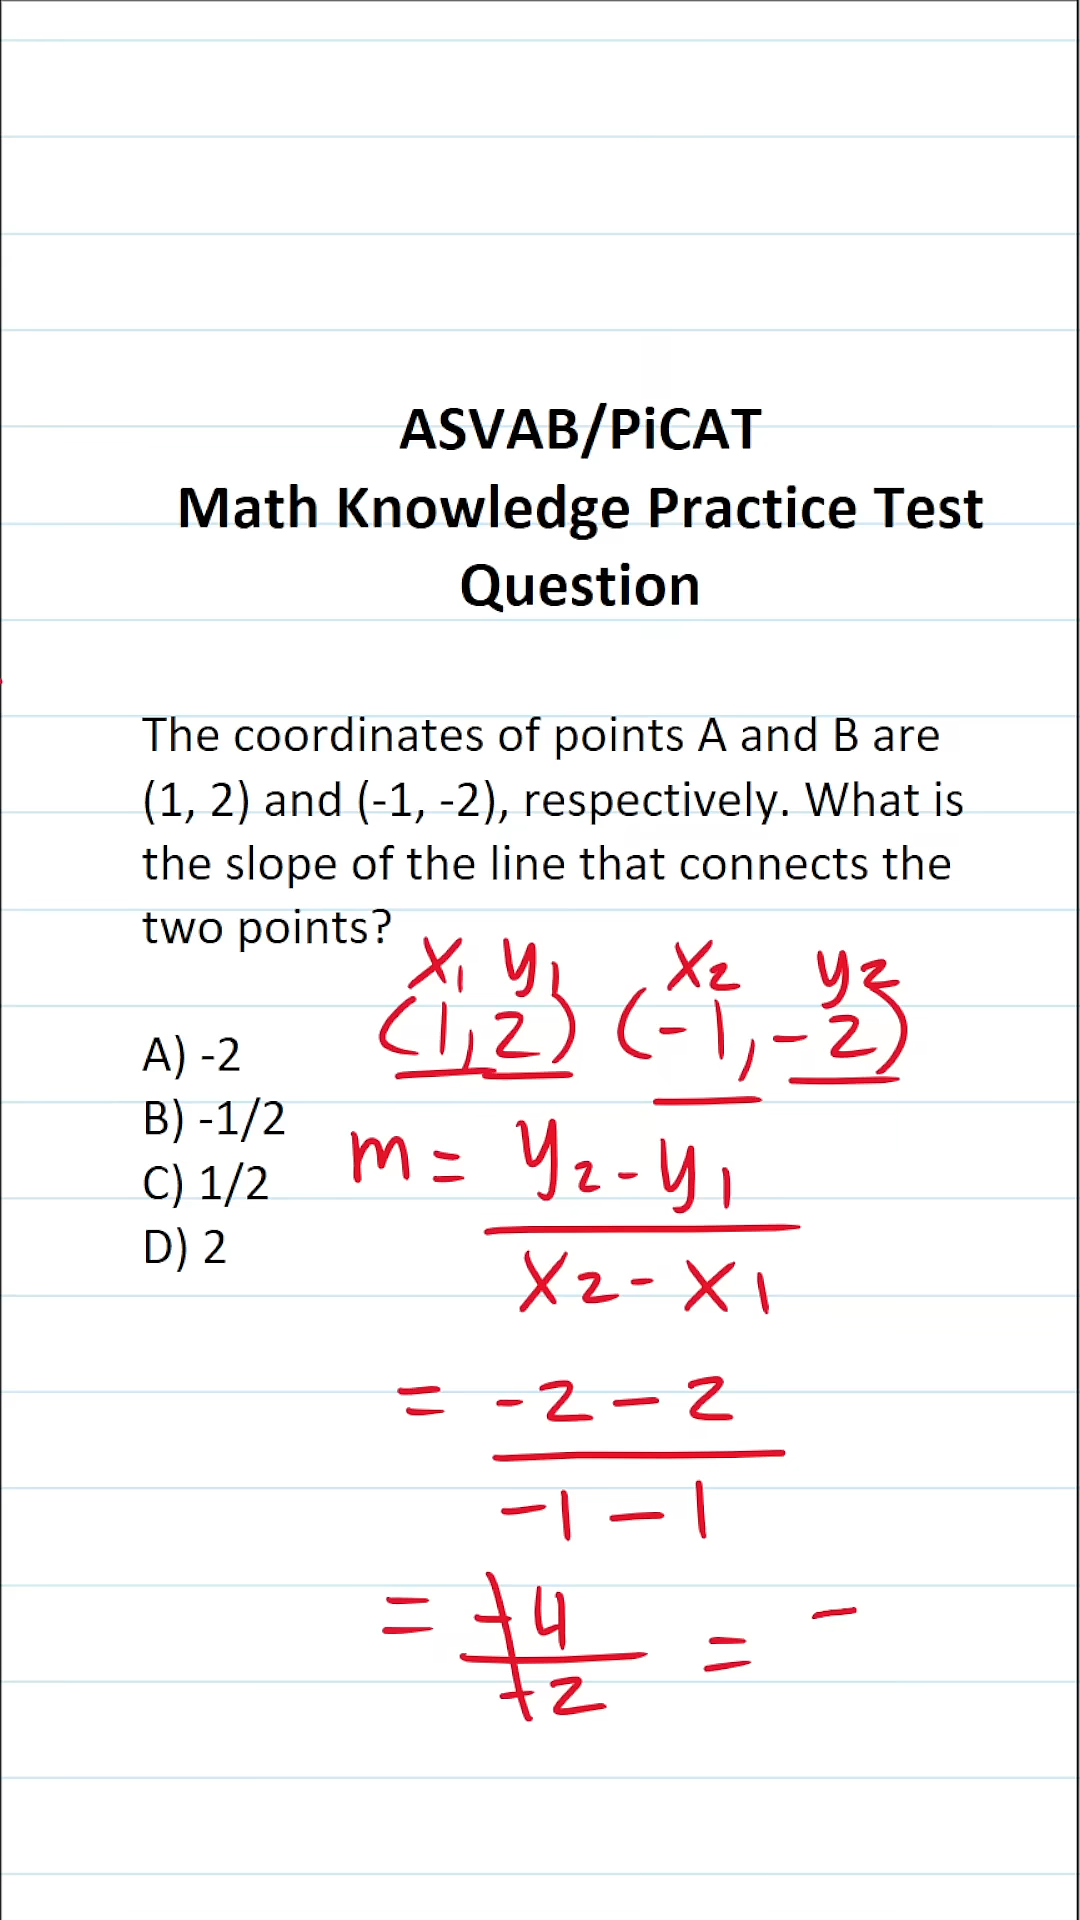 ASVAB/PiCAT
Math Knowledge Practice Test
Question
The coordinates of points A and B are
(1, 2) and (-1, -2), respectively. What is
the slope of the line that connects the
two points?
x₁ y₁ x₂ y₂
(1,2) (-1,-2)
A) -2
B) -1/2
C) 1/2
D) 2
m = y₂-y₁
x₂-x₁
= -2-2
-1-1
= -4 = -
-2